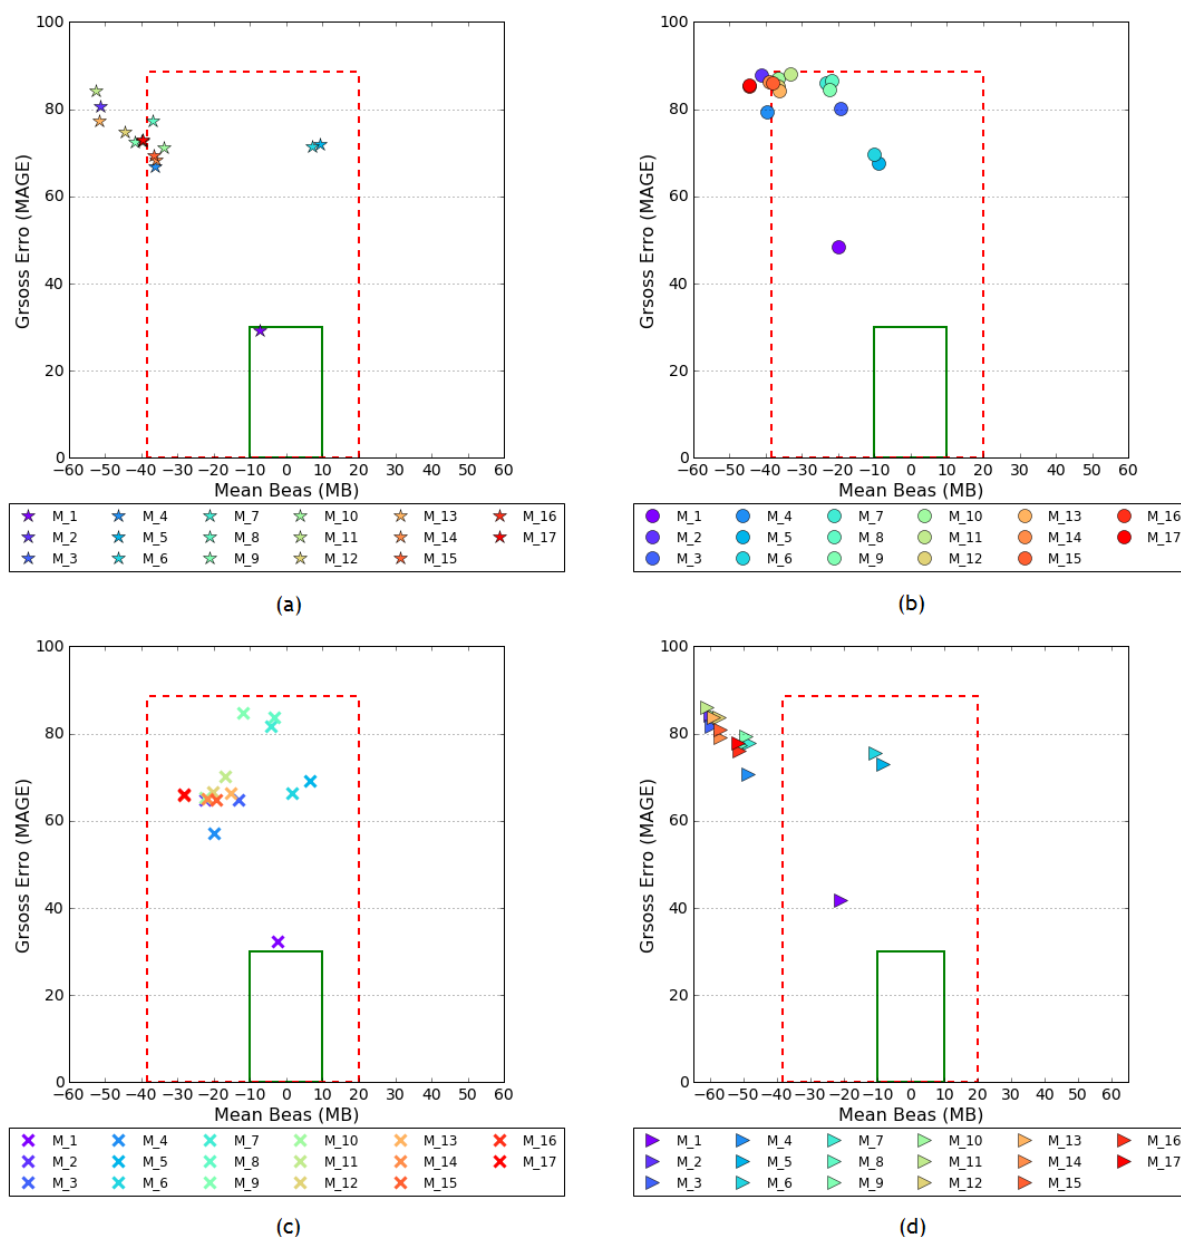 100
80
60
40
20
0
Grsoss Erro (MAGE)
−60 −50 −40 −30 −20 −10 0 10 20 30 40 50 60
Mean Beas (MB)
M_1 M_4 M_7 M_10 M_13 M_16
M_2 M_5 M_8 M_11 M_14 M_17
M_3 M_6 M_9 M_12 M_15
(a)
100
80
60
40
20
0
Grsoss Erro (MAGE)
−60 −50 −40 −30 −20 −10 0 10 20 30 40 50 60
Mean Beas (MB)
M_1 M_4 M_7 M_10 M_13 M_16
M_2 M_5 M_8 M_11 M_14 M_17
M_3 M_6 M_9 M_12 M_15
(b)
100
80
60
40
20
0
Grsoss Erro (MAGE)
−60 −50 −40 −30 −20 −10 0 10 20 30 40 50 60
Mean Beas (MB)
M_1 M_4 M_7 M_10 M_13 M_16
M_2 M_5 M_8 M_11 M_14 M_17
M_3 M_6 M_9 M_12 M_15
(c)
100
80
60
40
20
0
Grsoss Erro (MAGE)
−60 −50 −40 −30 −20 −10 0 10 20 30 40 50 60
Mean Beas (MB)
M_1 M_4 M_7 M_10 M_13 M_16
M_2 M_5 M_8 M_11 M_14 M_17
M_3 M_6 M_9 M_12 M_15
(d)